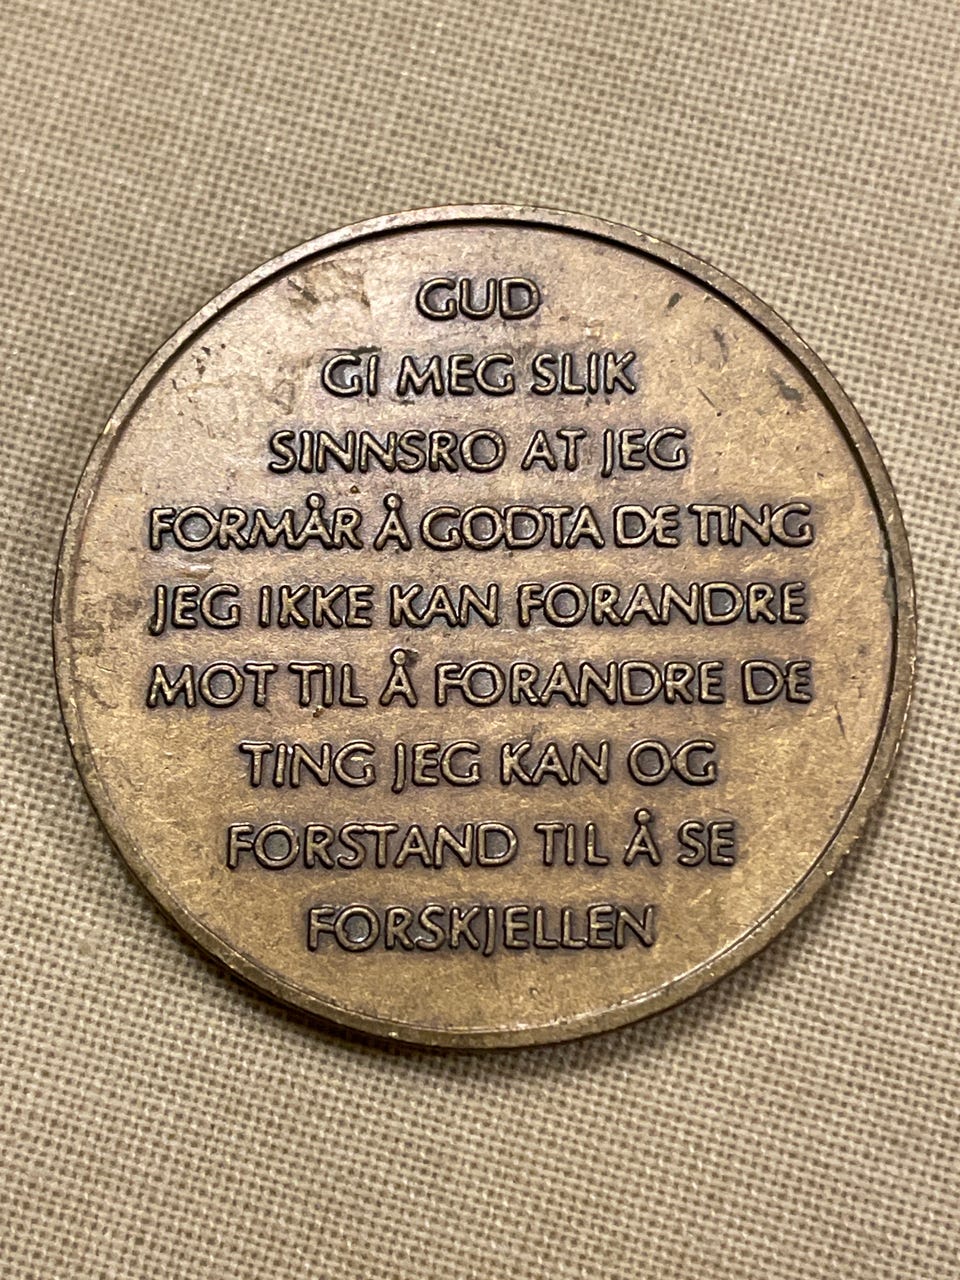 GUD
GI MEG SLIK
SINNSRO AT JEG
FORMÅR Å GODTA DE TING
JEG IKKE KAN FORANDRE
MOT TIL Å FORANDRE DE
TING JEG KAN OG
FORSTAND TIL Å SE
FORSKJELLEN